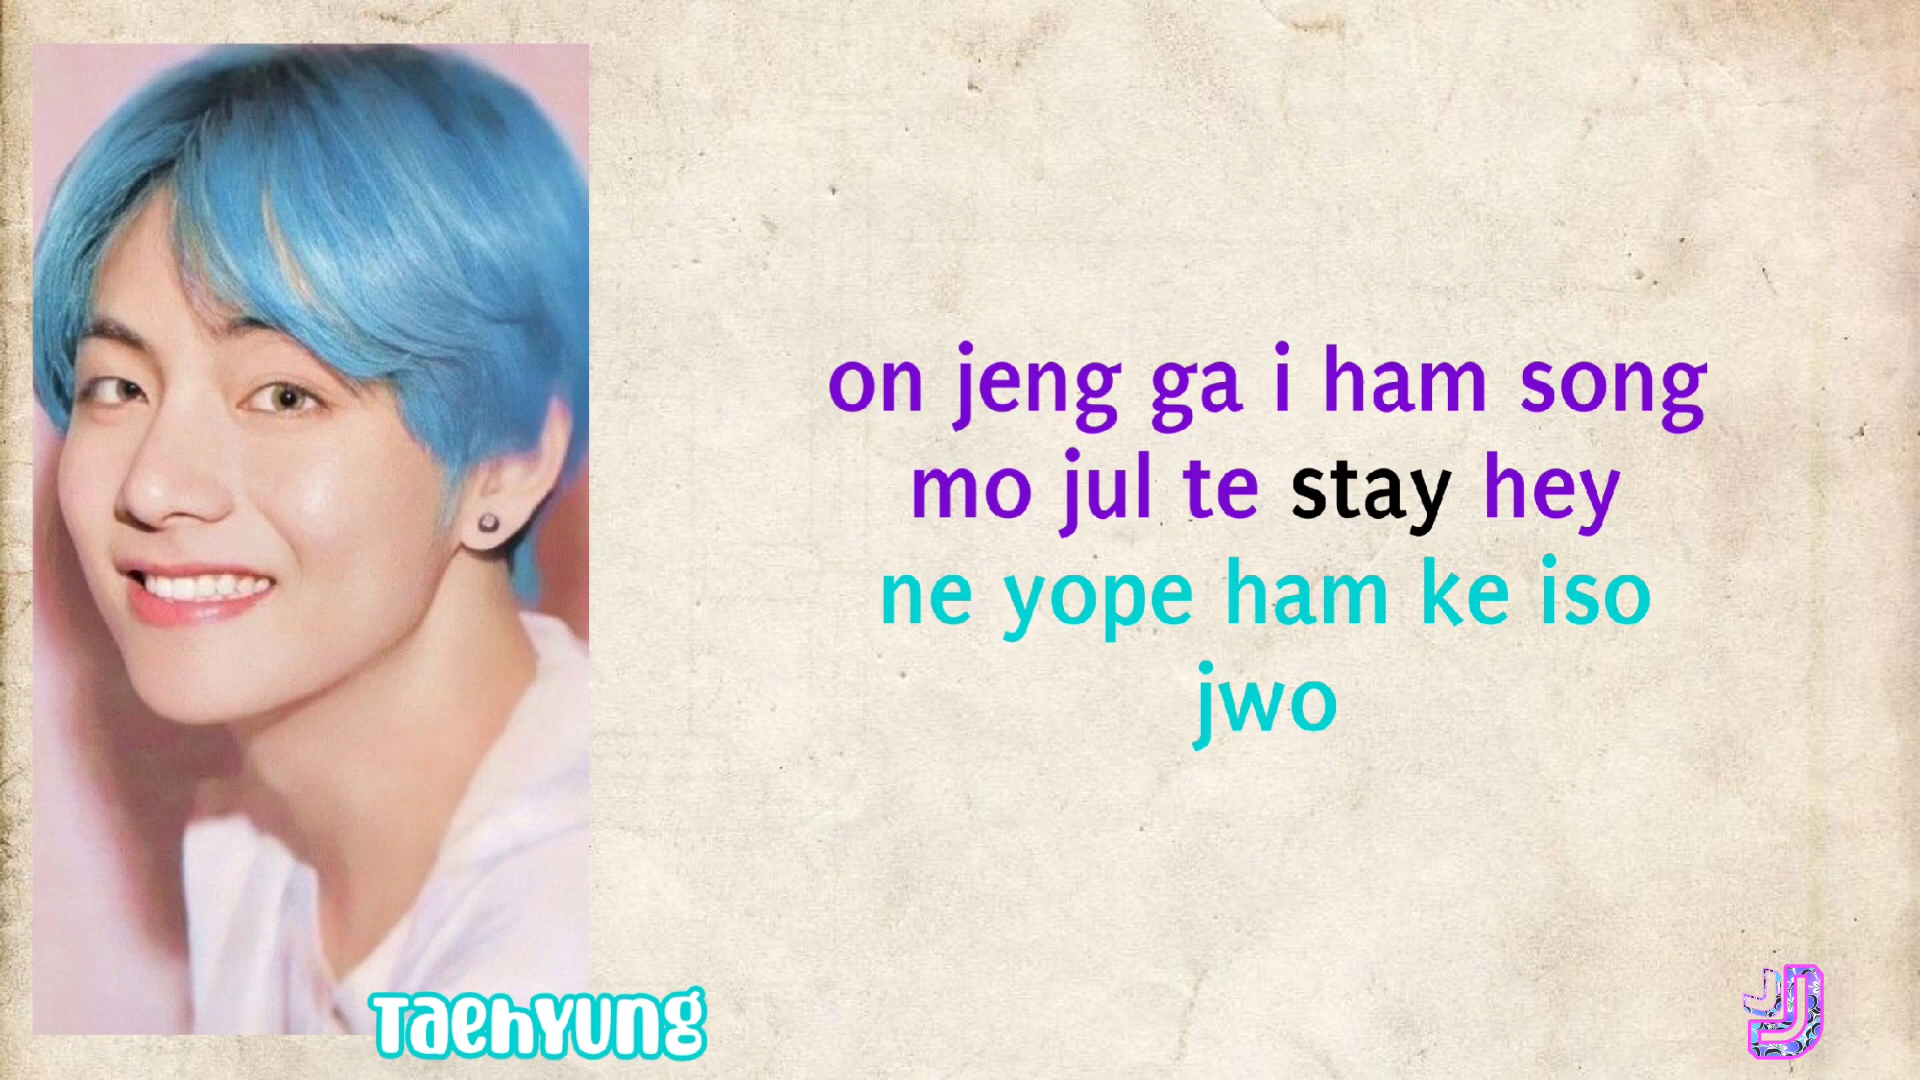 on jeng ga i ham song
mo jul te stay hey
ne yope ham ke iso
jwo
Taehyung
J